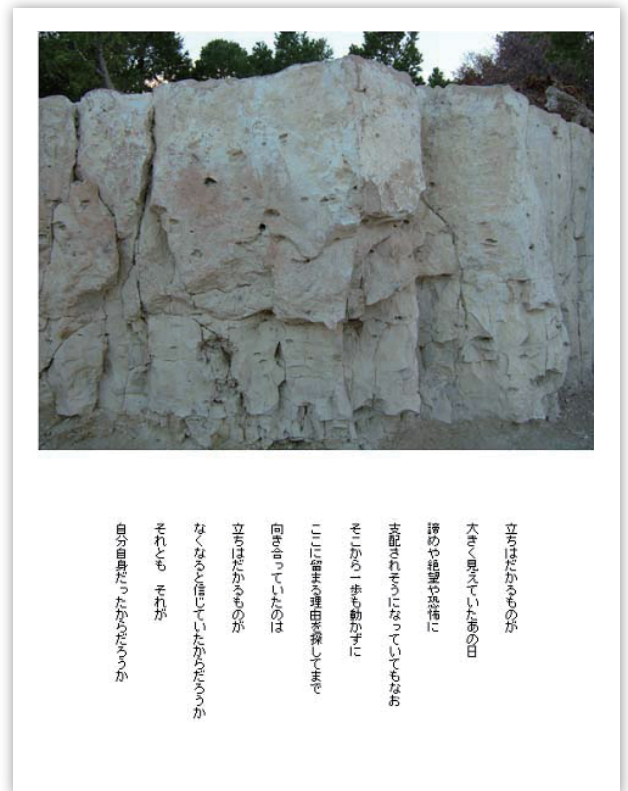 立ちはだかるものが
大きく見えていたあの日
諦めや絶望や恐怖に
支配されそうになっていてもなお
そこから一歩も動かずに
ここに留まる理由を探してまで
向き合っていたのは
立ちはだかるものが
なくなると信じていたからだろうか
それとも　それが
自分自身だったからだろうか